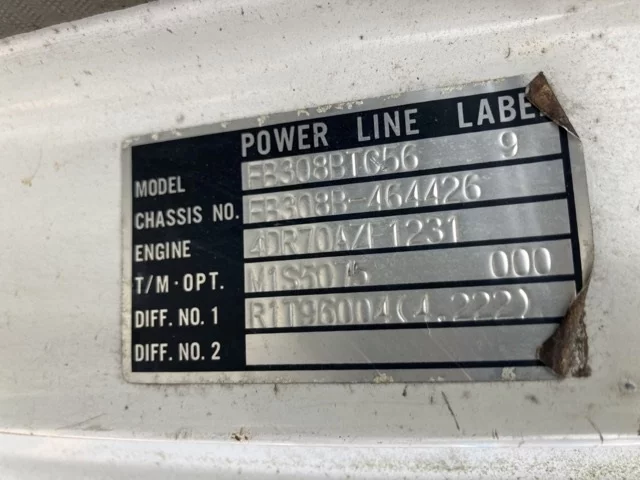 POWER LINE LABEL
MODEL FB308BTC56 9
CHASSIS NO. FB308B-464426
ENGINE 4DR70AZF1231
T/M·OPT. M1S5075 000
DIFF. NO. 1 R1T96004(4.222)
DIFF. NO. 2